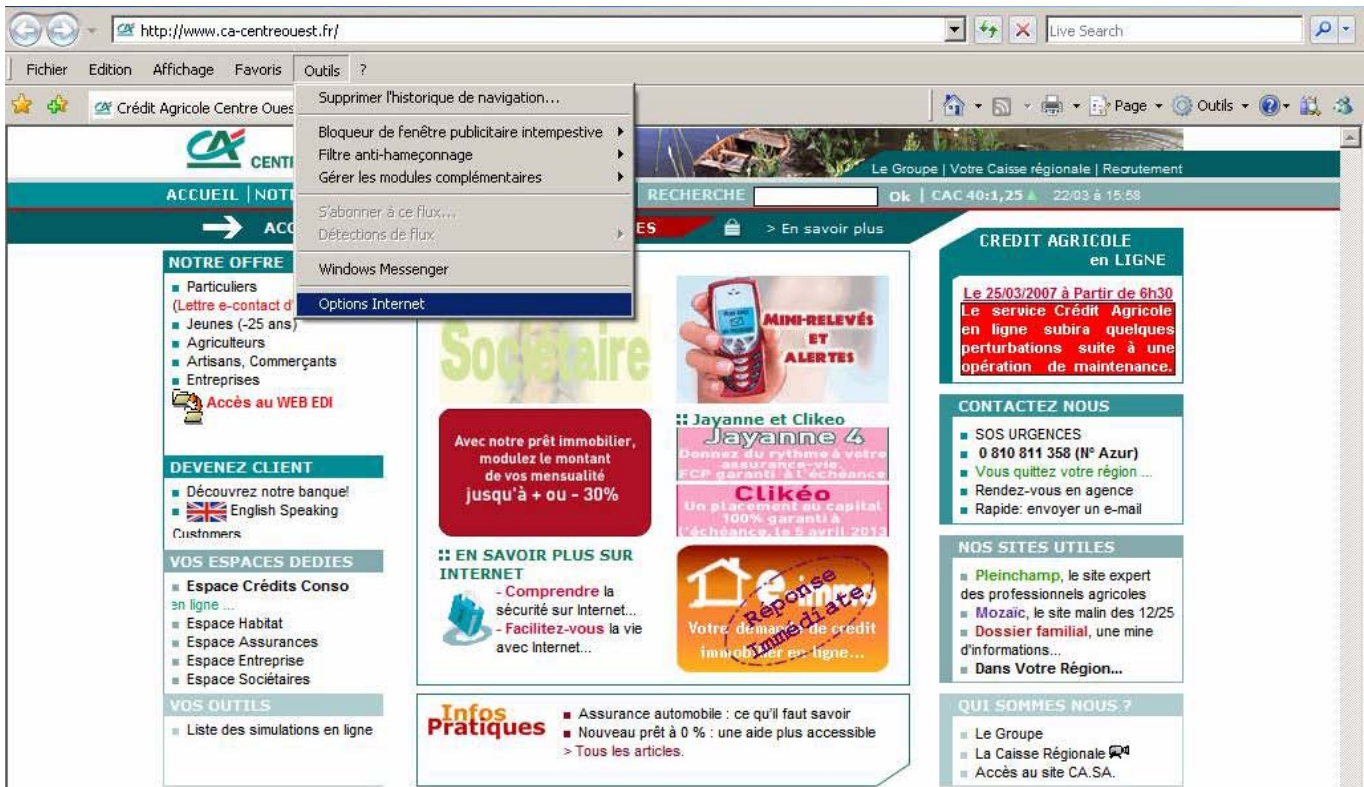 http://www.ca-centreouest.fr/
Live Search
Fichier Edition Affichage Favoris Outils ?
Crédit Agricole Centre Oues
Page Outils
Supprimer l'historique de navigation...
Bloqueur de fenêtre publicitaire intempestive
Filtre anti-hameçonnage
Gérer les modules complémentaires
S'abonner à ce flux...
Détections de flux
Windows Messenger
Options Internet
CA
CENT
Le Groupe | Votre Caisse régionale | Recrutement
ACCUEIL | NOT
RECHERCHE Ok | CAC 40:1,25 22/03 à 15:58
ACC
ES > En savoir plus
NOTRE OFFRE
Particuliers
(Lettre e-contact d'
Jeunes (-25 ans)
Agriculteurs
Artisans, Commerçants
Entreprises
Accès au WEB EDI
DEVENEZ CLIENT
Découvrez notre banque!
English Speaking
Customers
VOS ESPACES DEDIES
Espace Crédits Conso
en ligne ...
Espace Habitat
Espace Assurances
Espace Entreprise
Espace Sociétaires
VOS OUTILS
Liste des simulations en ligne
Sociétaire
MINI-RELEVÉS
ET
ALERTES
Avec notre prêt immobilier,
modulez le montant
de vos mensualité
jusqu'à + ou - 30%
Jayanne et Clikeo
Jayanne 4
Donnez du rythme à votre
assurance-vie.
FCP garanti à l'échéance
Clikéo
Un placement au capital
100% garanti à
l'échéance, le 5 avril 2013
EN SAVOIR PLUS SUR
INTERNET
- Comprendre la
sécurité sur Internet...
- Facilitez-vous la vie
avec Internet...
e-immo
Réponse
Immédiate
Votre demande de crédit
immobilier en ligne...
Infos
Pratiques
Assurance automobile : ce qu'il faut savoir
Nouveau prêt à 0 % : une aide plus accessible
> Tous les articles.
CREDIT AGRICOLE
en LIGNE
Le 25/03/2007 à Partir de 6h30
Le service Crédit Agricole
en ligne subira quelques
perturbations suite à une
opération de maintenance.
CONTACTEZ NOUS
SOS URGENCES
0 810 811 358 (N° Azur)
Vous quittez votre région ...
Rendez-vous en agence
Rapide: envoyer un e-mail
NOS SITES UTILES
Pleinchamp, le site expert
des professionnels agricoles
Mozaïc, le site malin des 12/25
Dossier familial, une mine
d'informations...
Dans Votre Région...
QUI SOMMES NOUS ?
Le Groupe
La Caisse Régionale
Accès au site CA.SA.